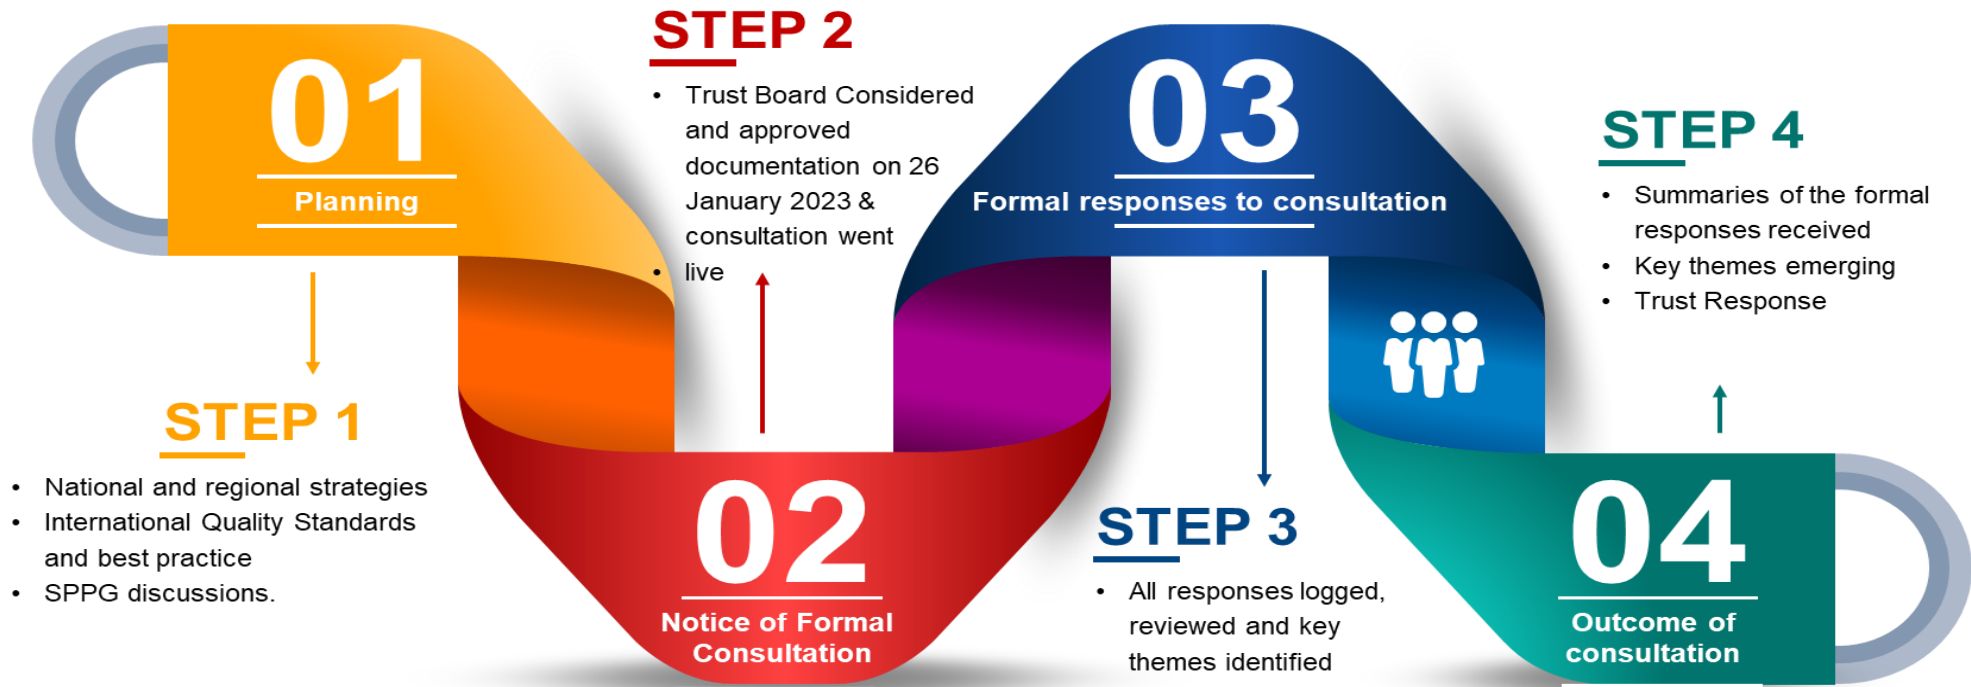 01
Planning
STEP 1
• National and regional strategies
• International Quality Standards
and best practice
• SPPG discussions.
STEP 2
• Trust Board Considered
and approved
documentation on 26
January 2023 &
consultation went
• live
02
Notice of Formal
Consultation
03
Formal responses to consultation
STEP 3
• All responses logged,
reviewed and key
themes identified
STEP 4
• Summaries of the formal
responses received
• Key themes emerging
• Trust Response
04
Outcome of
consultation